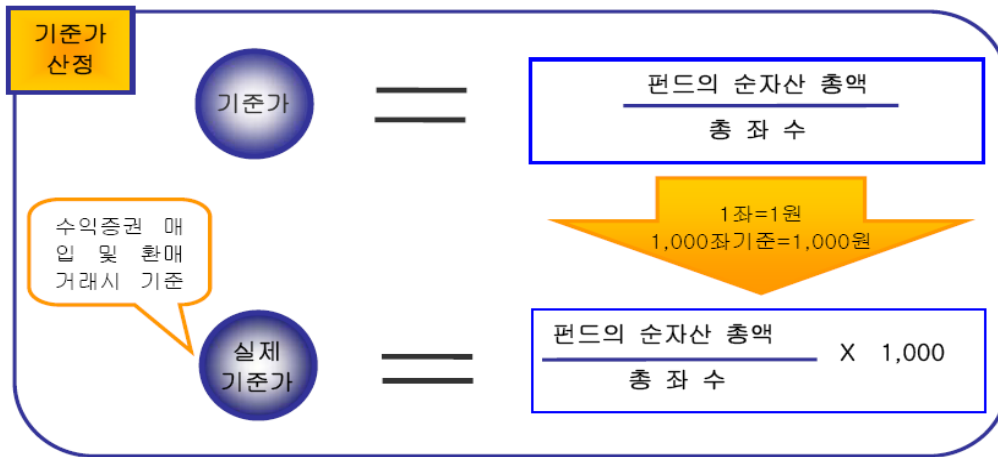 기준가
산정
기준가
펀드의 순자산 총액
총 좌 수
수익증권 매
입 및 환매
거래시 기준
1좌=1원
1,000좌기준=1,000원
실제
기준가
펀드의 순자산 총액
총 좌 수
X 1,000